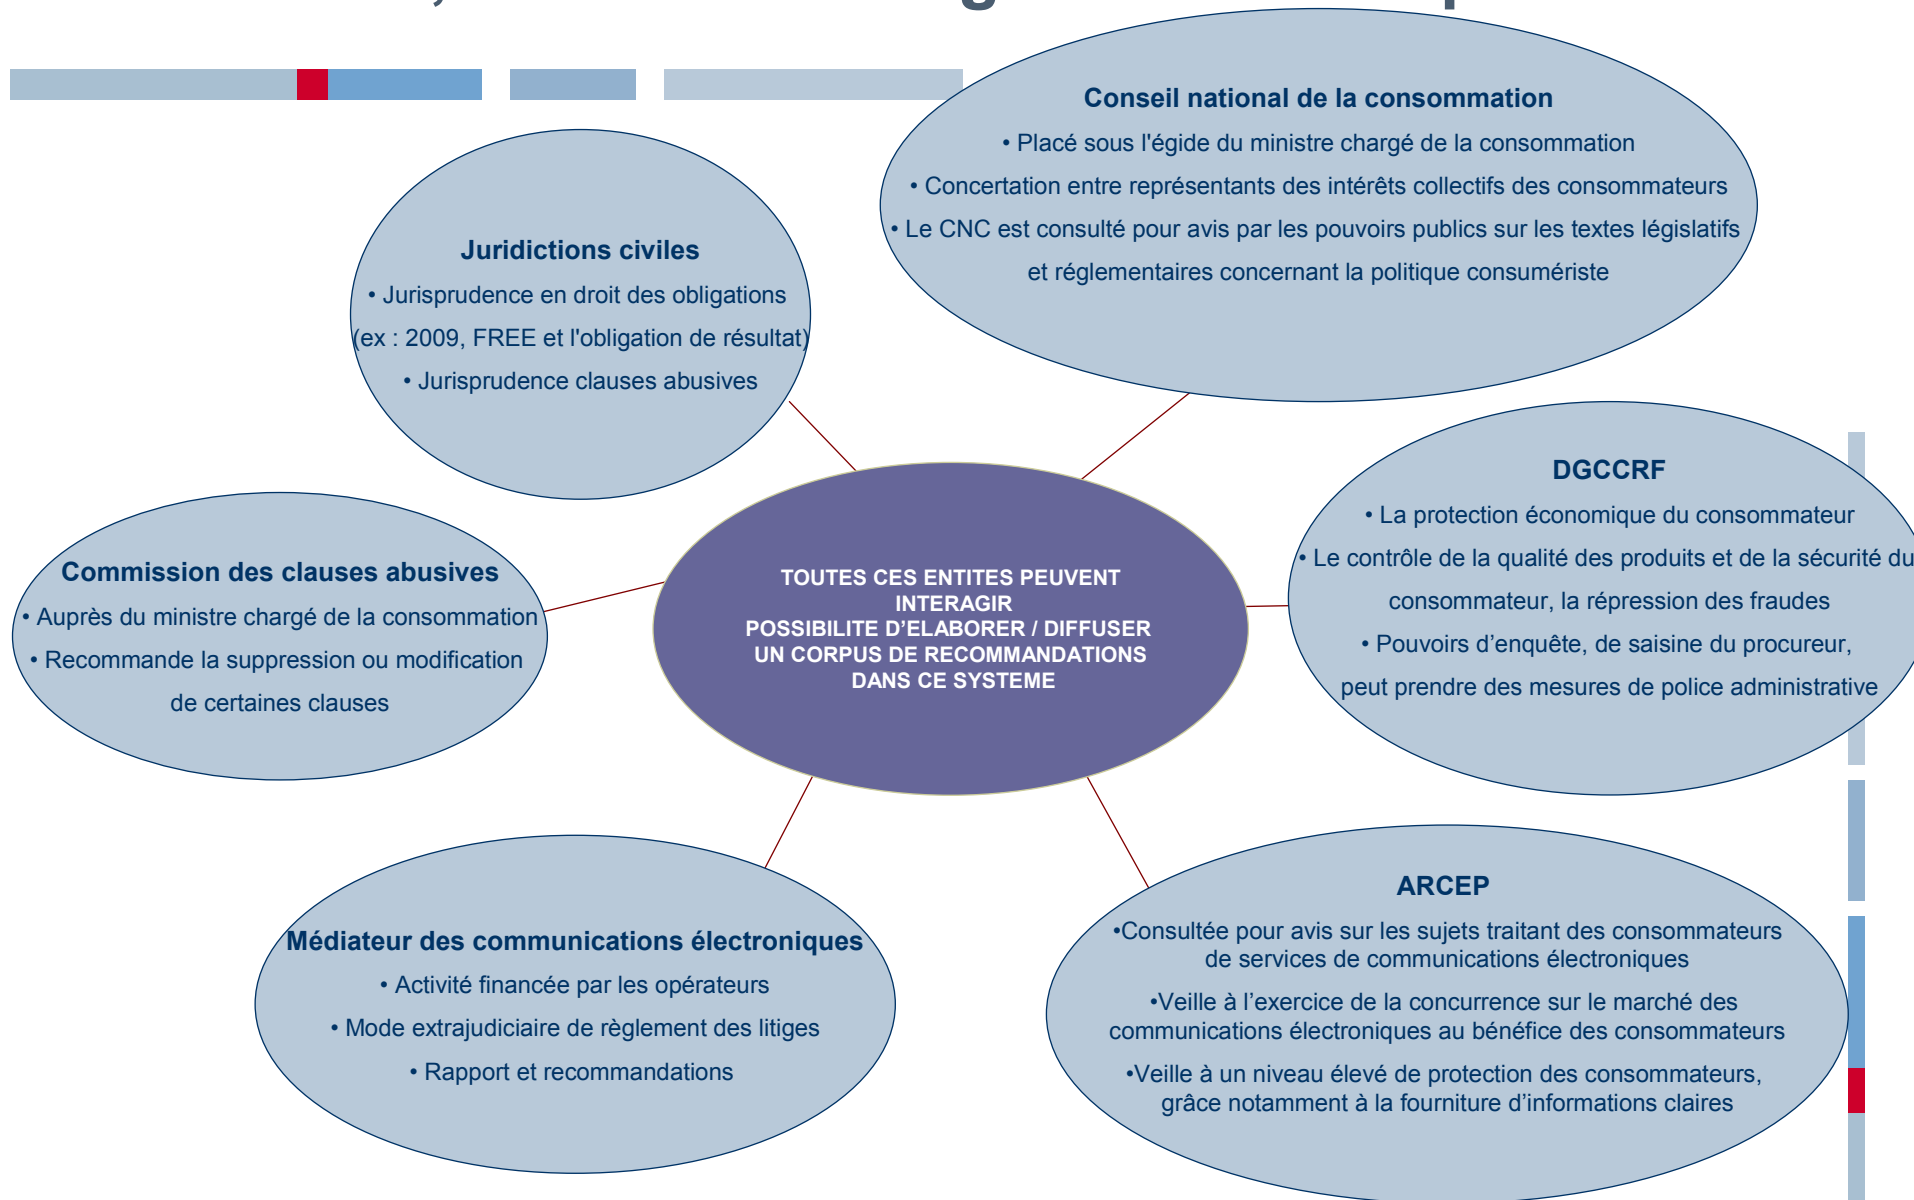 Conseil national de la consommation
• Placé sous l'égide du ministre chargé de la consommation
• Concertation entre représentants des intérêts collectifs des consommateurs
• Le CNC est consulté pour avis par les pouvoirs publics sur les textes législatifs
et réglementaires concernant la politique consumériste
Juridictions civiles
• Jurisprudence en droit des obligations
(ex : 2009, FREE et l'obligation de résultat)
• Jurisprudence clauses abusives
DGCCRF
• La protection économique du consommateur
• Le contrôle de la qualité des produits et de la sécurité du
consommateur, la répression des fraudes
• Pouvoirs d’enquête, de saisine du procureur,
peut prendre des mesures de police administrative
Commission des clauses abusives
• Auprès du ministre chargé de la consommation
• Recommande la suppression ou modification
de certaines clauses
TOUTES CES ENTITES PEUVENT
INTERAGIR
POSSIBILITE D’ELABORER / DIFFUSER
UN CORPUS DE RECOMMANDATIONS
DANS CE SYSTEME
Médiateur des communications électroniques
• Activité financée par les opérateurs
• Mode extrajudiciaire de règlement des litiges
• Rapport et recommandations
ARCEP
•Consultée pour avis sur les sujets traitant des consommateurs
de services de communications électroniques
•Veille à l’exercice de la concurrence sur le marché des
communications électroniques au bénéfice des consommateurs
•Veille à un niveau élevé de protection des consommateurs,
grâce notamment à la fourniture d’informations claires